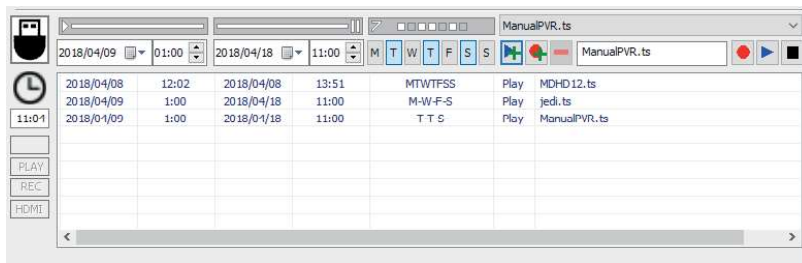 ManualPVR.ts
2018/04/09 01:00 2018/04/18 11:00 M T W T F S S ManualPVR.ts
2018/04/08 12:02 2018/04/08 13:51 MTWTFSS Play MDHD12.ts
2018/04/09 1:00 2018/04/18 11:00 M-W-F-S Play jedi.ts
2018/04/09 1:00 2018/04/18 11:00 T T S Play ManualPVR.ts
11:04
PLAY
REC
HDMI